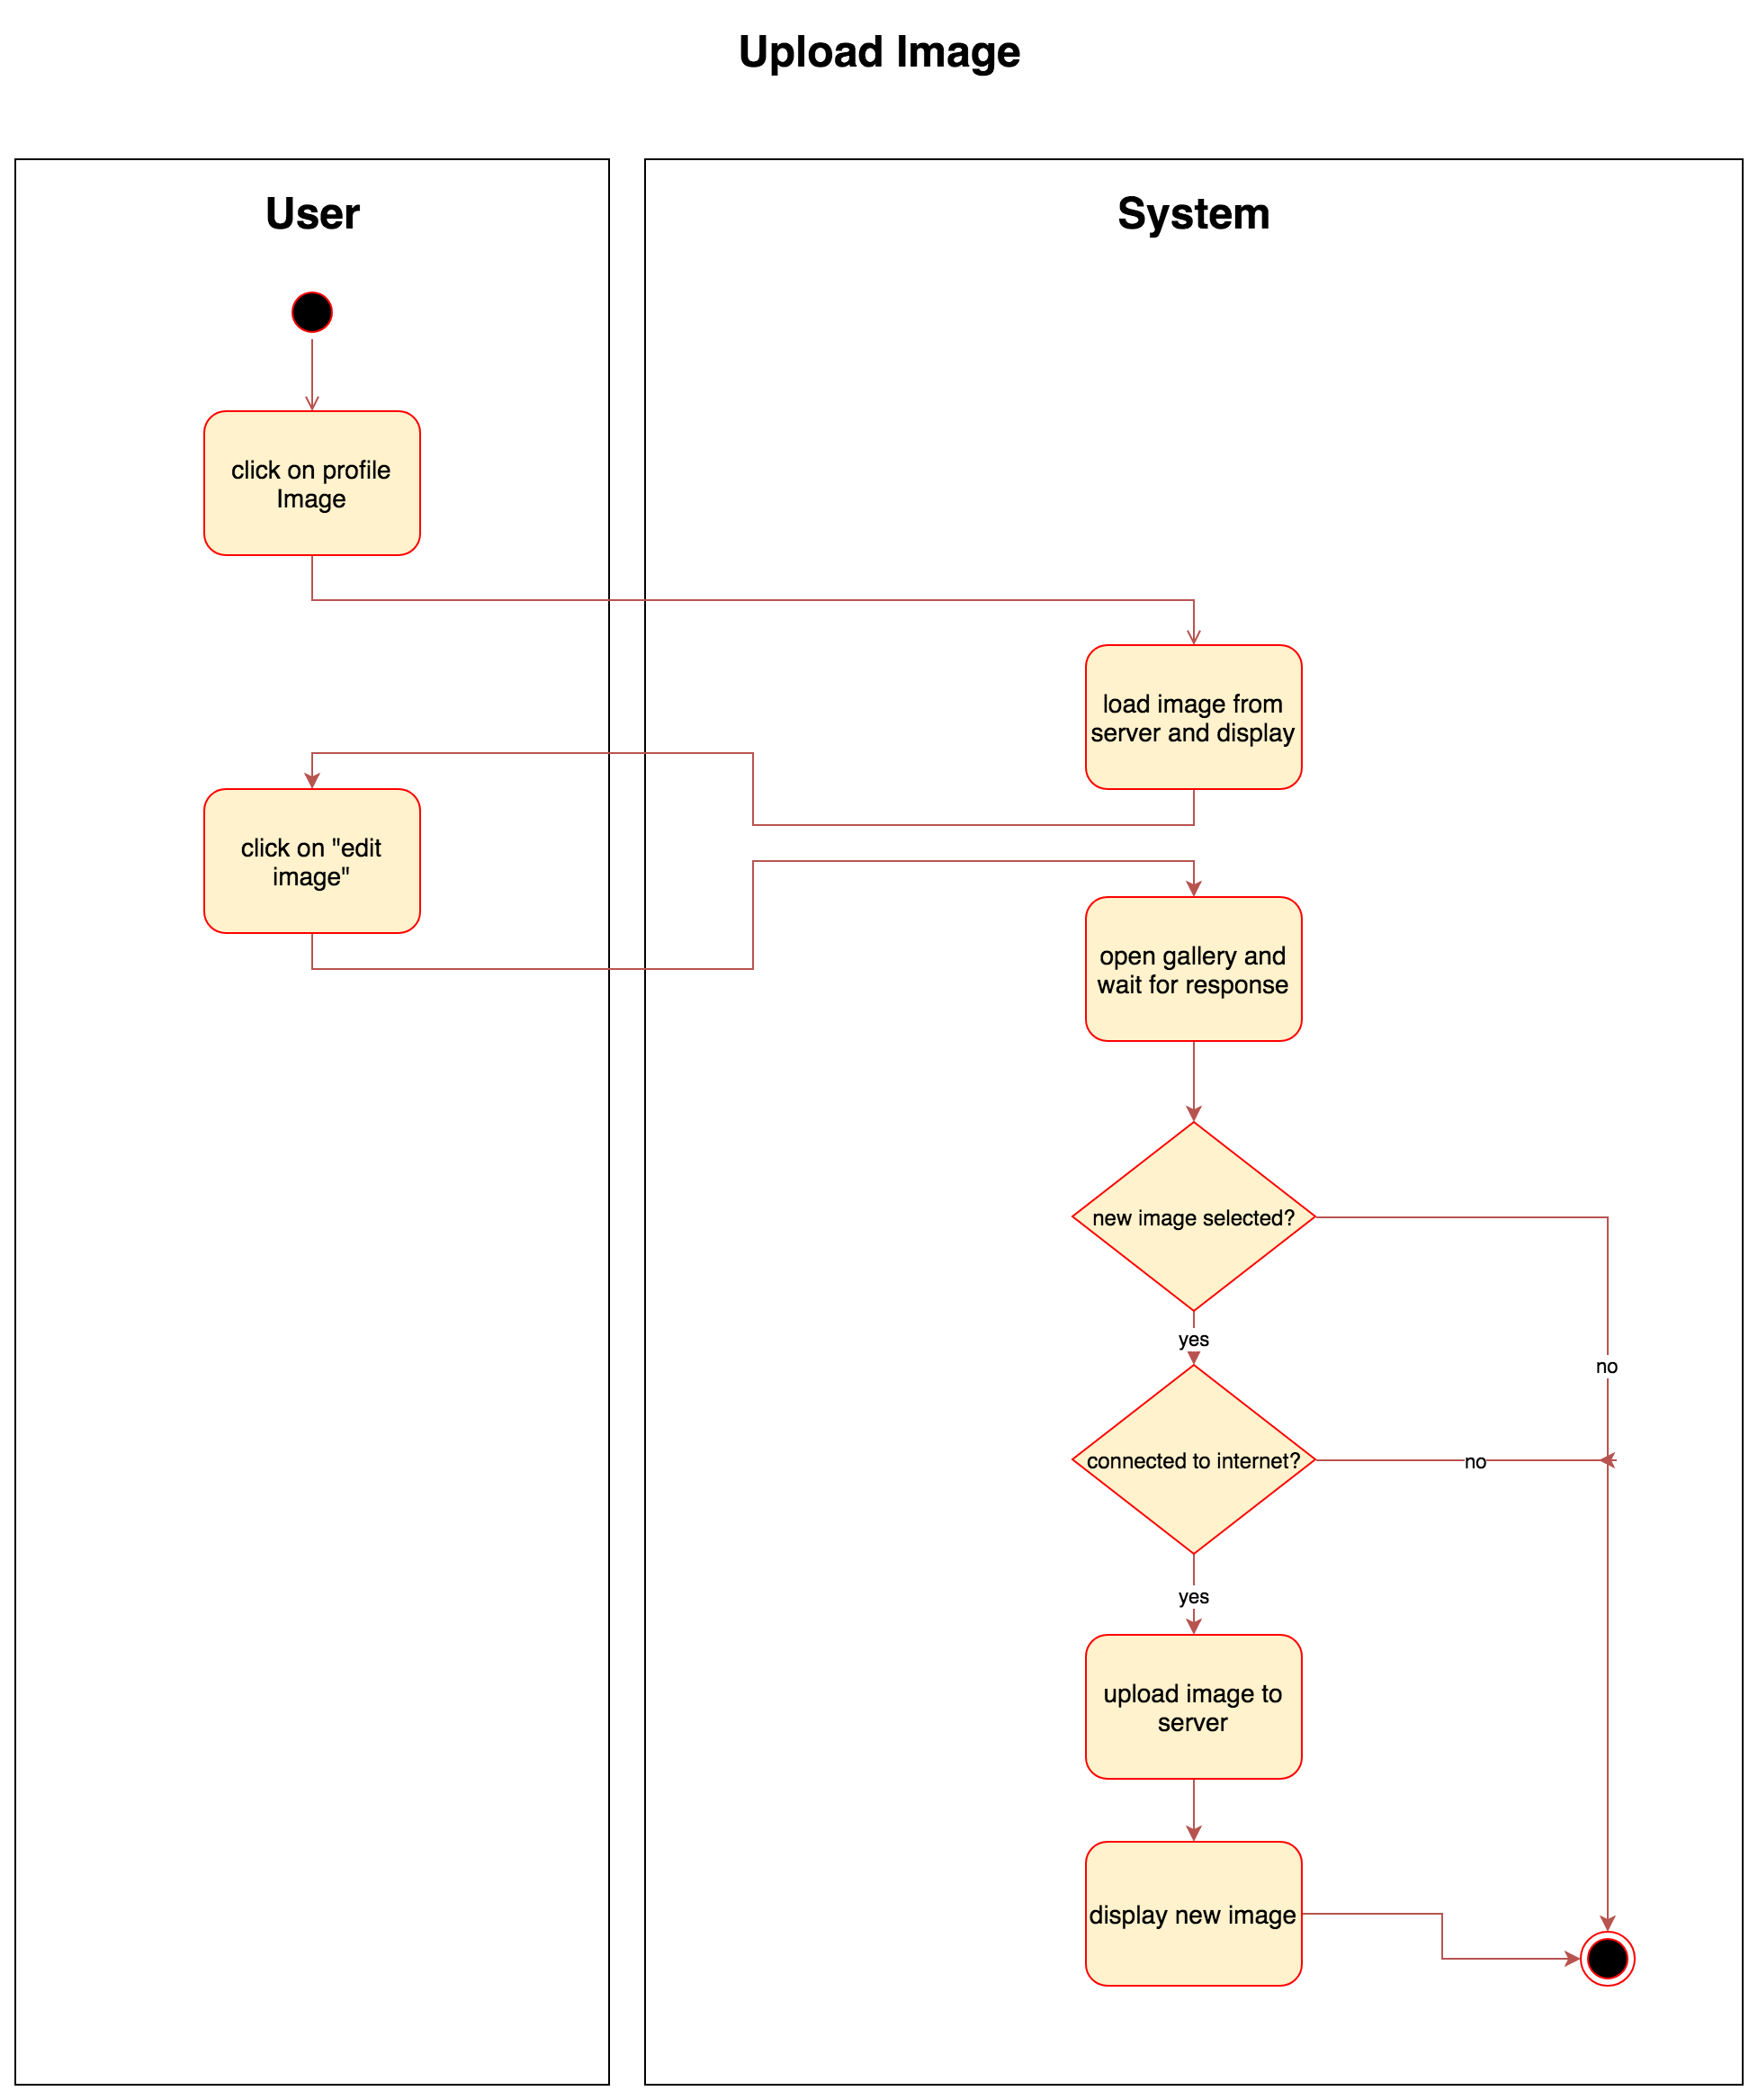 Upload Image
User
System
click on profile
Image
load image from
server and display
click on "edit
image"
open gallery and
wait for response
new image selected?
yes
no
connected to internet?
no
yes
upload image to
server
display new image